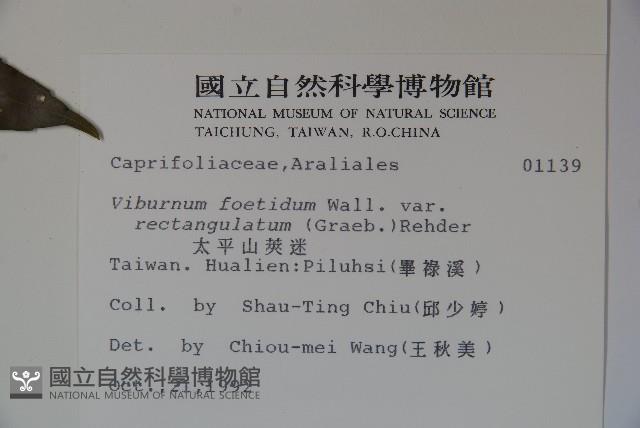 國立自然科學博物館
NATIONAL MUSEUM OF NATURAL SCIENCE
TAICHUNG, TAIWAN, R.O.CHINA
Caprifoliaceae,Araliales 01139
Viburnum foetidum Wall. var.
rectangulatum (Graeb.)Rehder
太平山莢迷
Taiwan. Hualien:Piluhsi(畢祿溪)
Coll. by Shau-Ting Chiu(邱少婷)
Det. by Chiou-mei Wang(王秋美)
Oct.,21,1992
國立自然科學博物館
NATIONAL MUSEUM OF NATURAL SCIENCE